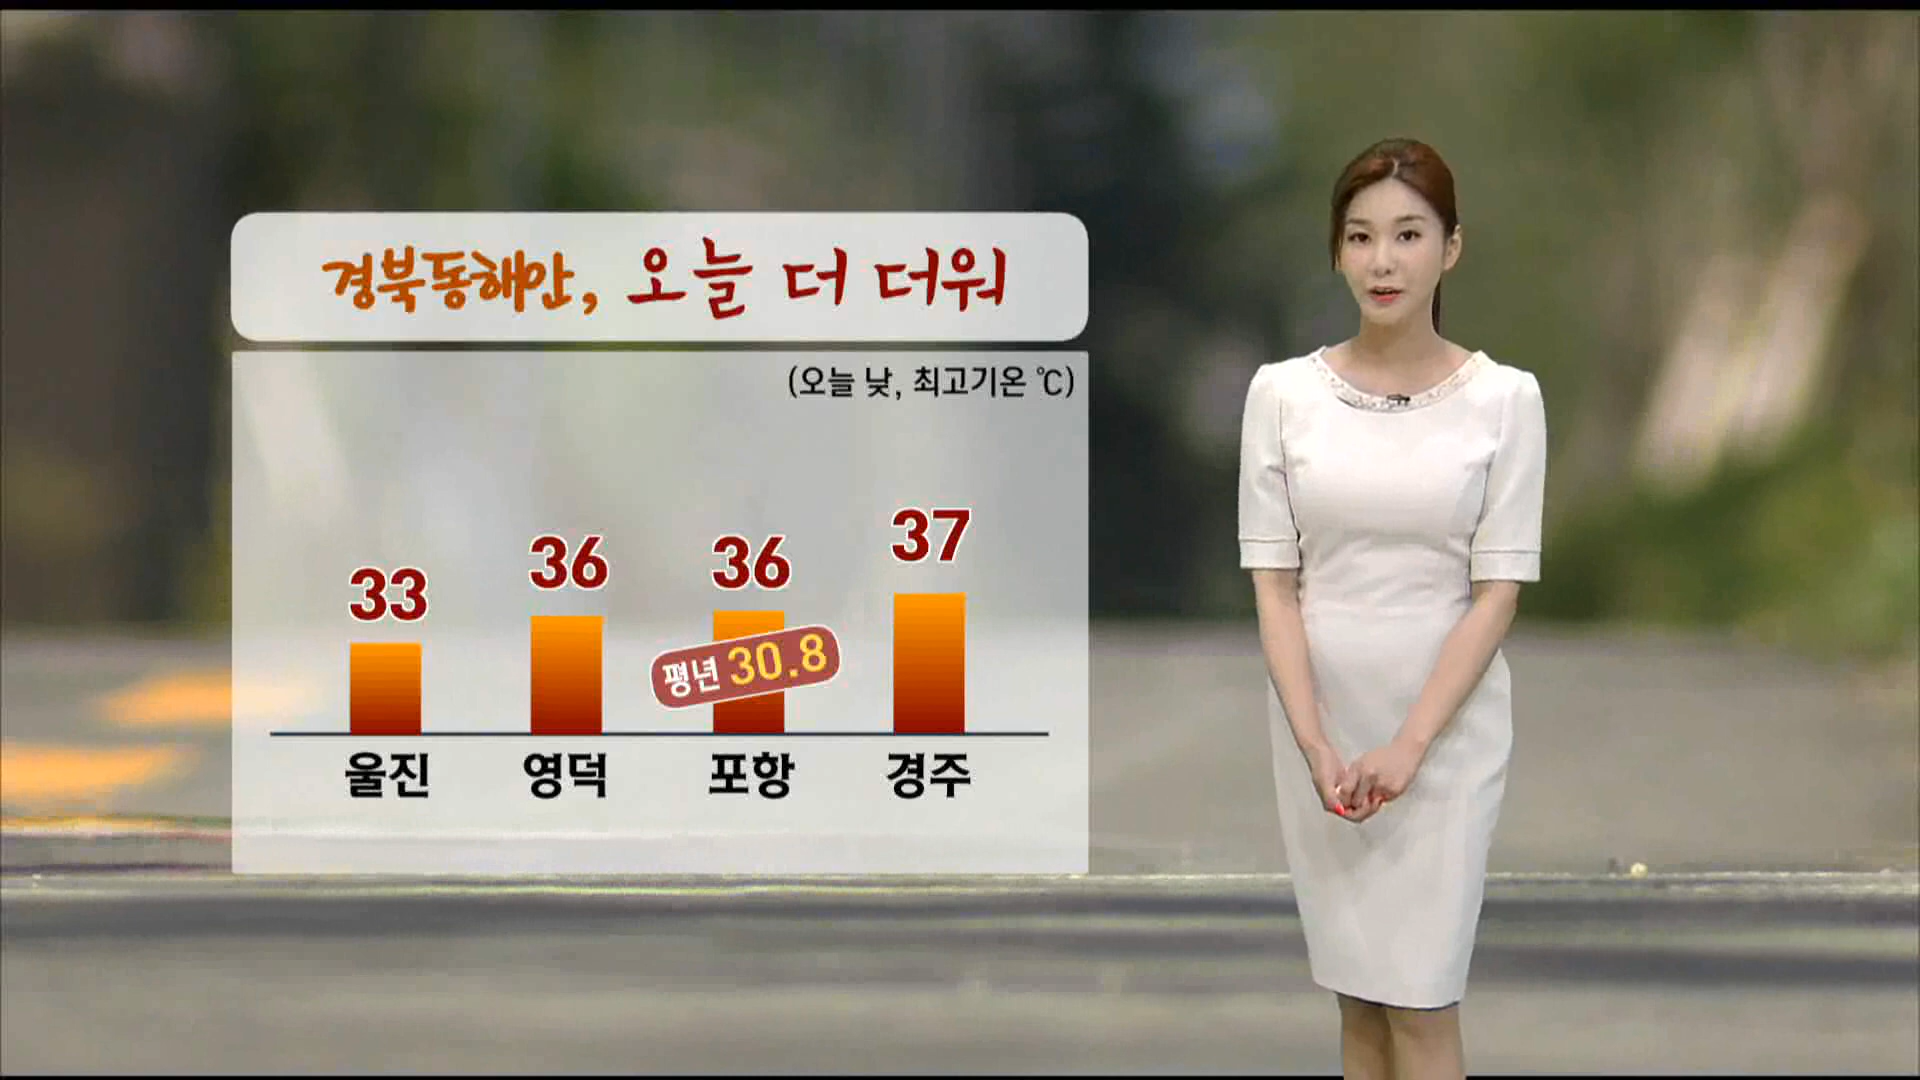 경북동해안, 오늘 더 더워
(오늘 낮, 최고기온 ℃)
33 36 36 37
평년 30.8
울진 영덕 포항 경주